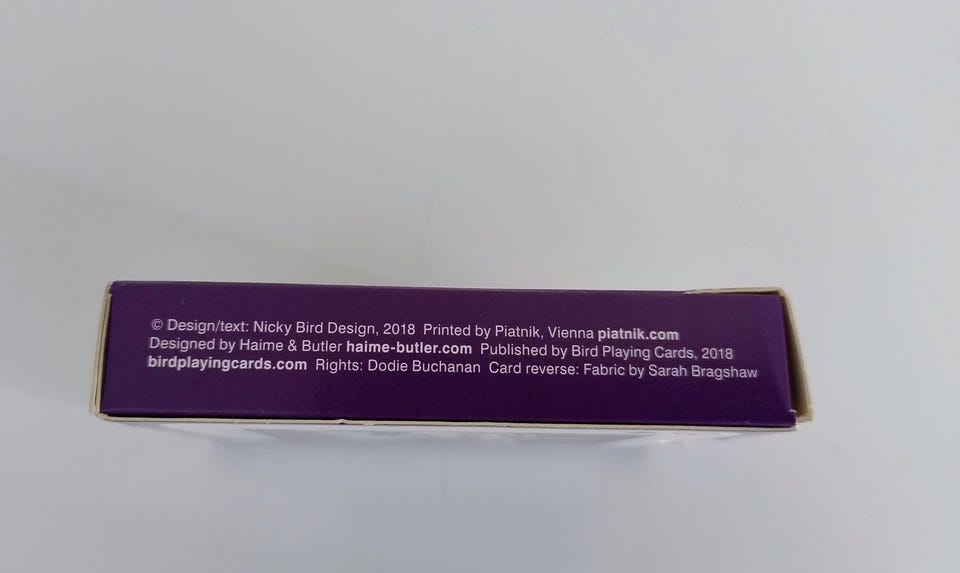 © Design/text: Nicky Bird Design, 2018 Printed by Piatnik, Vienna piatnik.com
Designed by Haime & Butler haime-butler.com Published by Bird Playing Cards, 2018
birdplayingcards.com Rights: Dodie Buchanan Card reverse: Fabric by Sarah Bragshaw